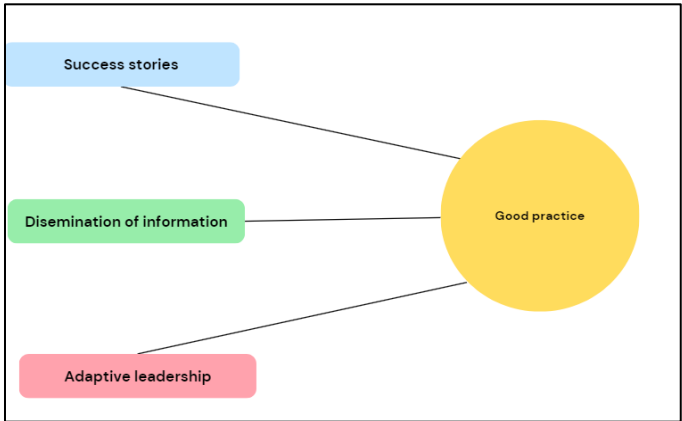 Success stories
Disemination of information
Good practice
Adaptive leadership